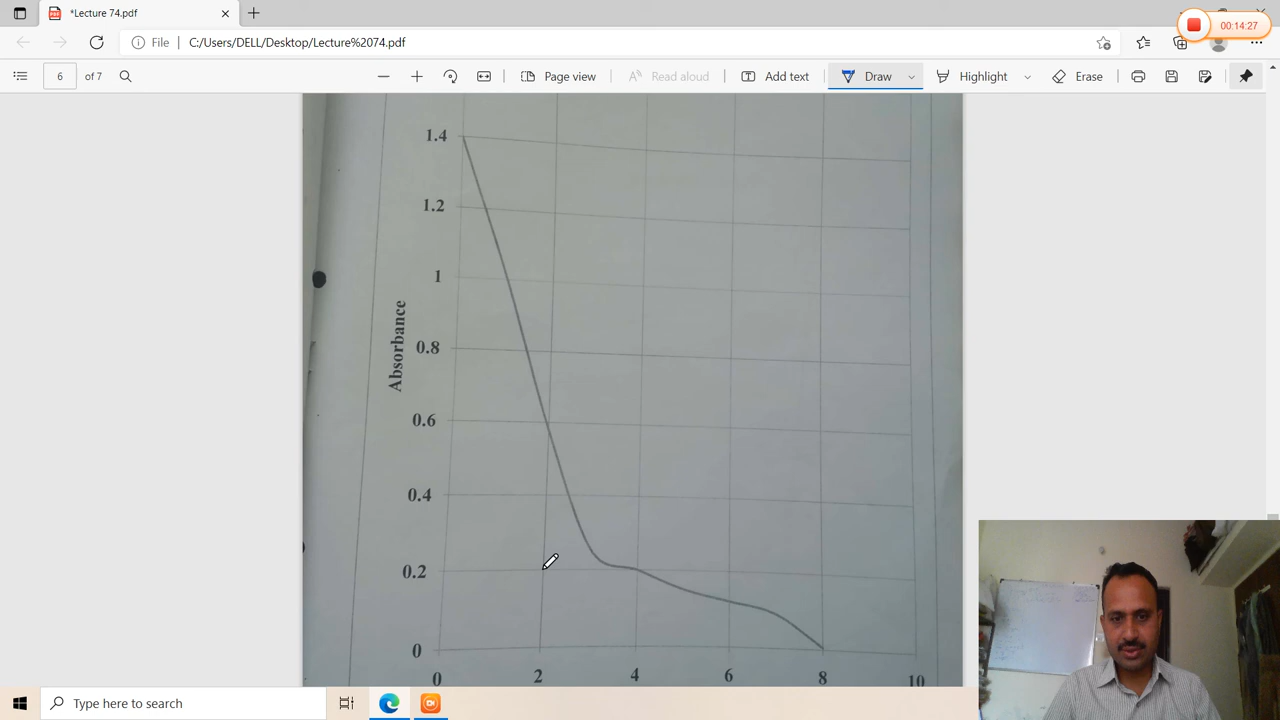 *Lecture 74.pdf
00:14:27
File
C:/Users/DELL/Desktop/Lecture%2074.pdf
6 of 7
Page view
Read aloud
Add text
Draw
Highlight
Erase
1.4
1.2
1
0.8
0.6
0.4
0.2
0
Absorbance
0 2 4 6 8 10
Type here to search